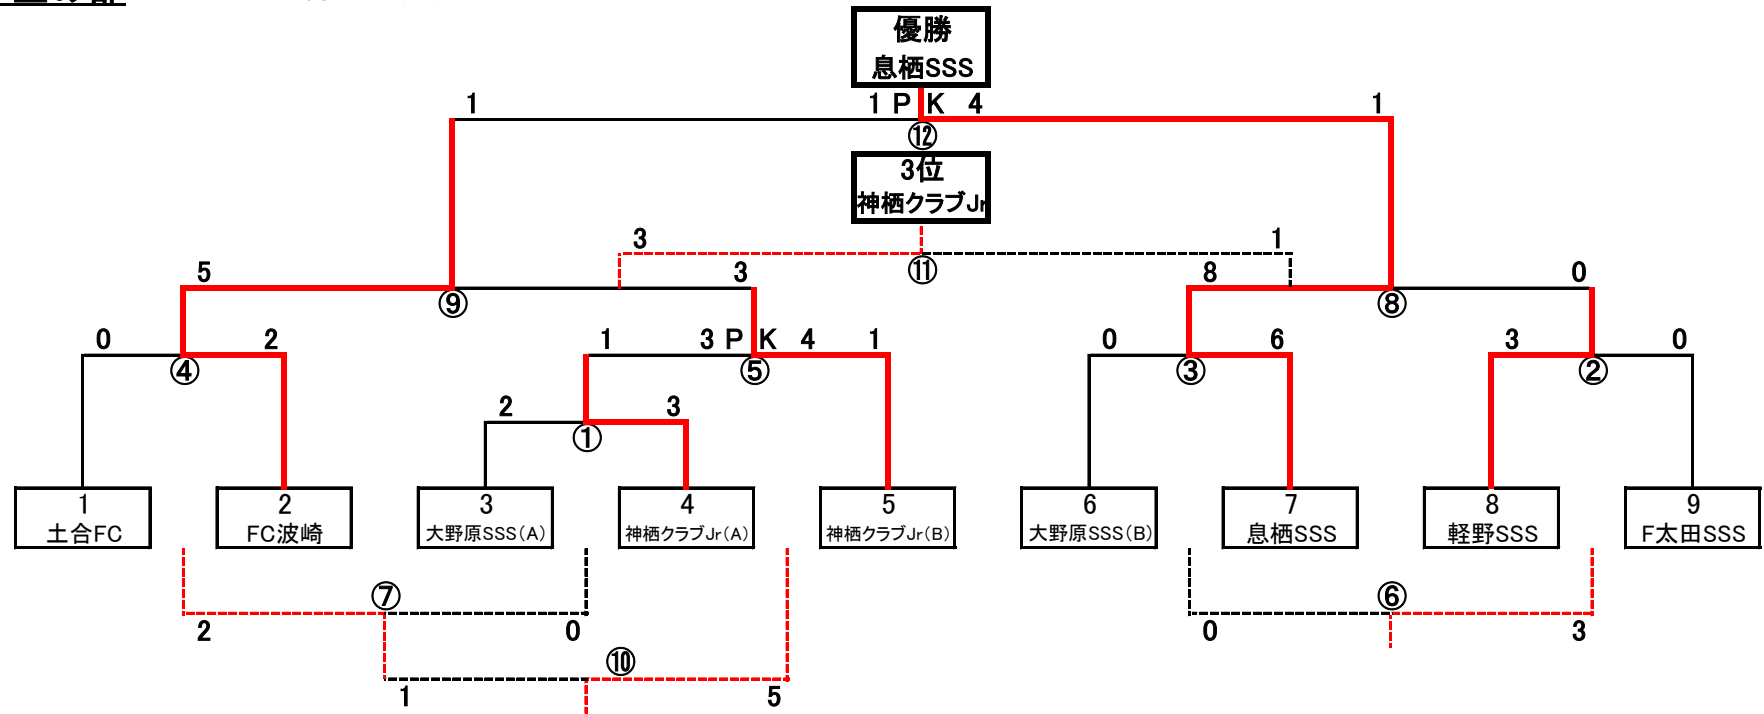 優勝
息栖SSS
1 1 P K 4 1
⑫
3位
神栖クラブJr
3 1
⑪
5 3 8 0
⑨ ⑧
0 2 1 3 P K 4 1 0 6 3 0
④ ⑤ ③ ②
2 3
①
1 2 3 4 5 6 7 8 9
土合FC FC波崎 大野原SSS(A) 神栖クラブJr(A) 神栖クラブJr(B) 大野原SSS(B) 息栖SSS 軽野SSS F太田SSS
⑦ ⑥
2 0 0 3
⑩
1 5